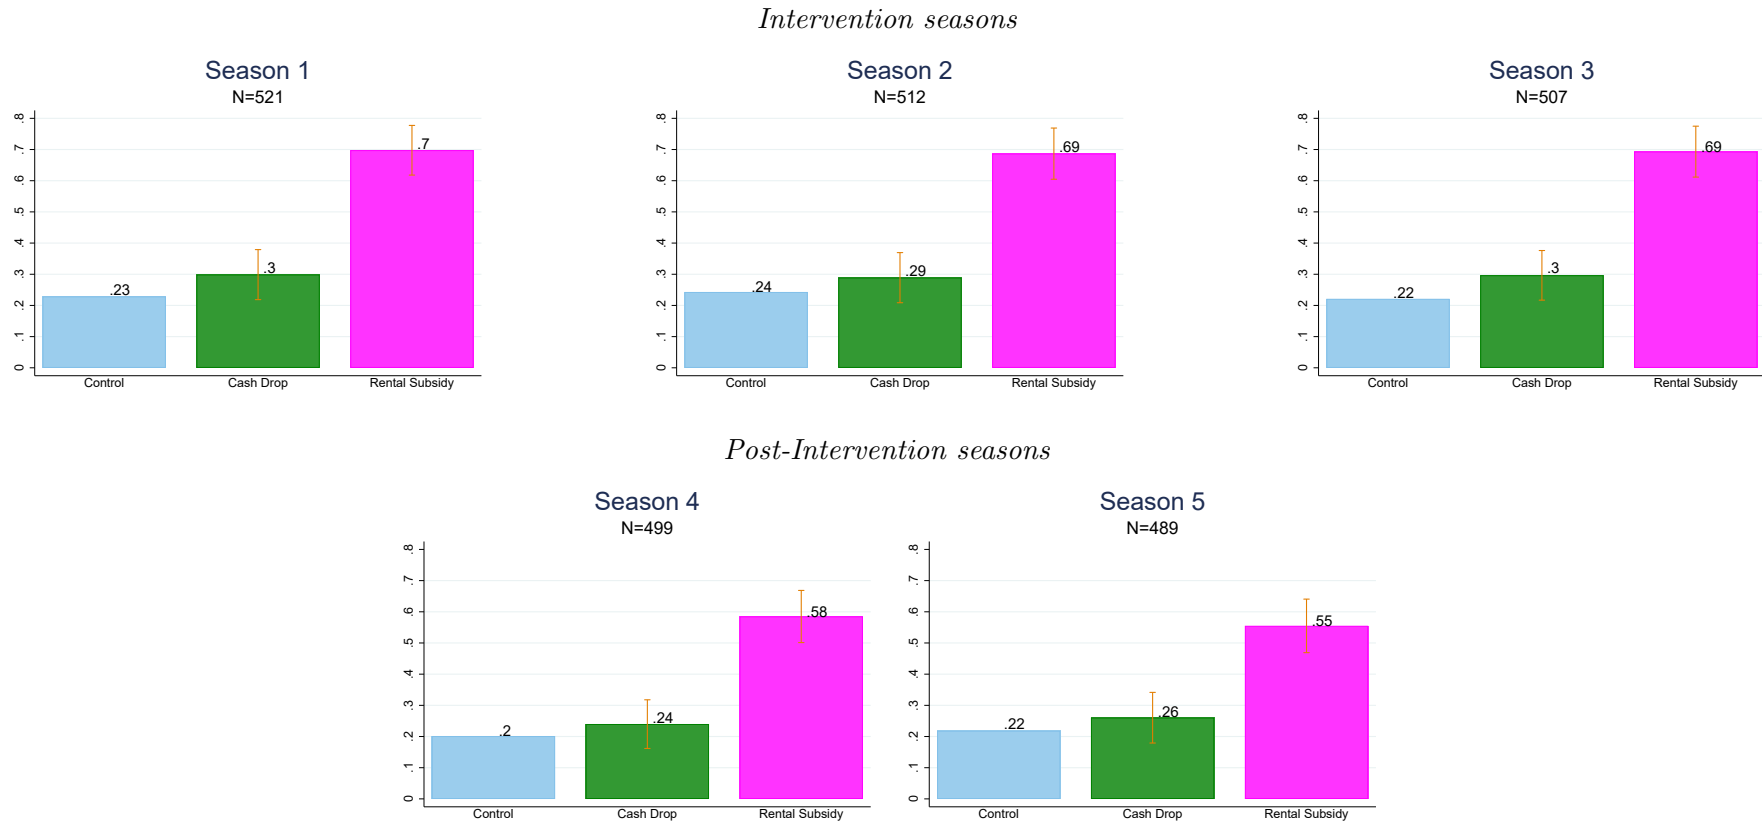 Intervention seasons
Season 1
N=521
.8
.7
.6
.5
.4
.3
.2
.1
0
.23
.3
.7
Control
Cash Drop
Rental Subsidy
Season 2
N=512
.8
.7
.6
.5
.4
.3
.2
.1
0
.24
.29
.69
Control
Cash Drop
Rental Subsidy
Season 3
N=507
.8
.7
.6
.5
.4
.3
.2
.1
0
.22
.3
.69
Control
Cash Drop
Rental Subsidy
Post-Intervention seasons
Season 4
N=499
.8
.7
.6
.5
.4
.3
.2
.1
0
.2
.24
.58
Control
Cash Drop
Rental Subsidy
Season 5
N=489
.8
.7
.6
.5
.4
.3
.2
.1
0
.22
.26
.55
Control
Cash Drop
Rental Subsidy